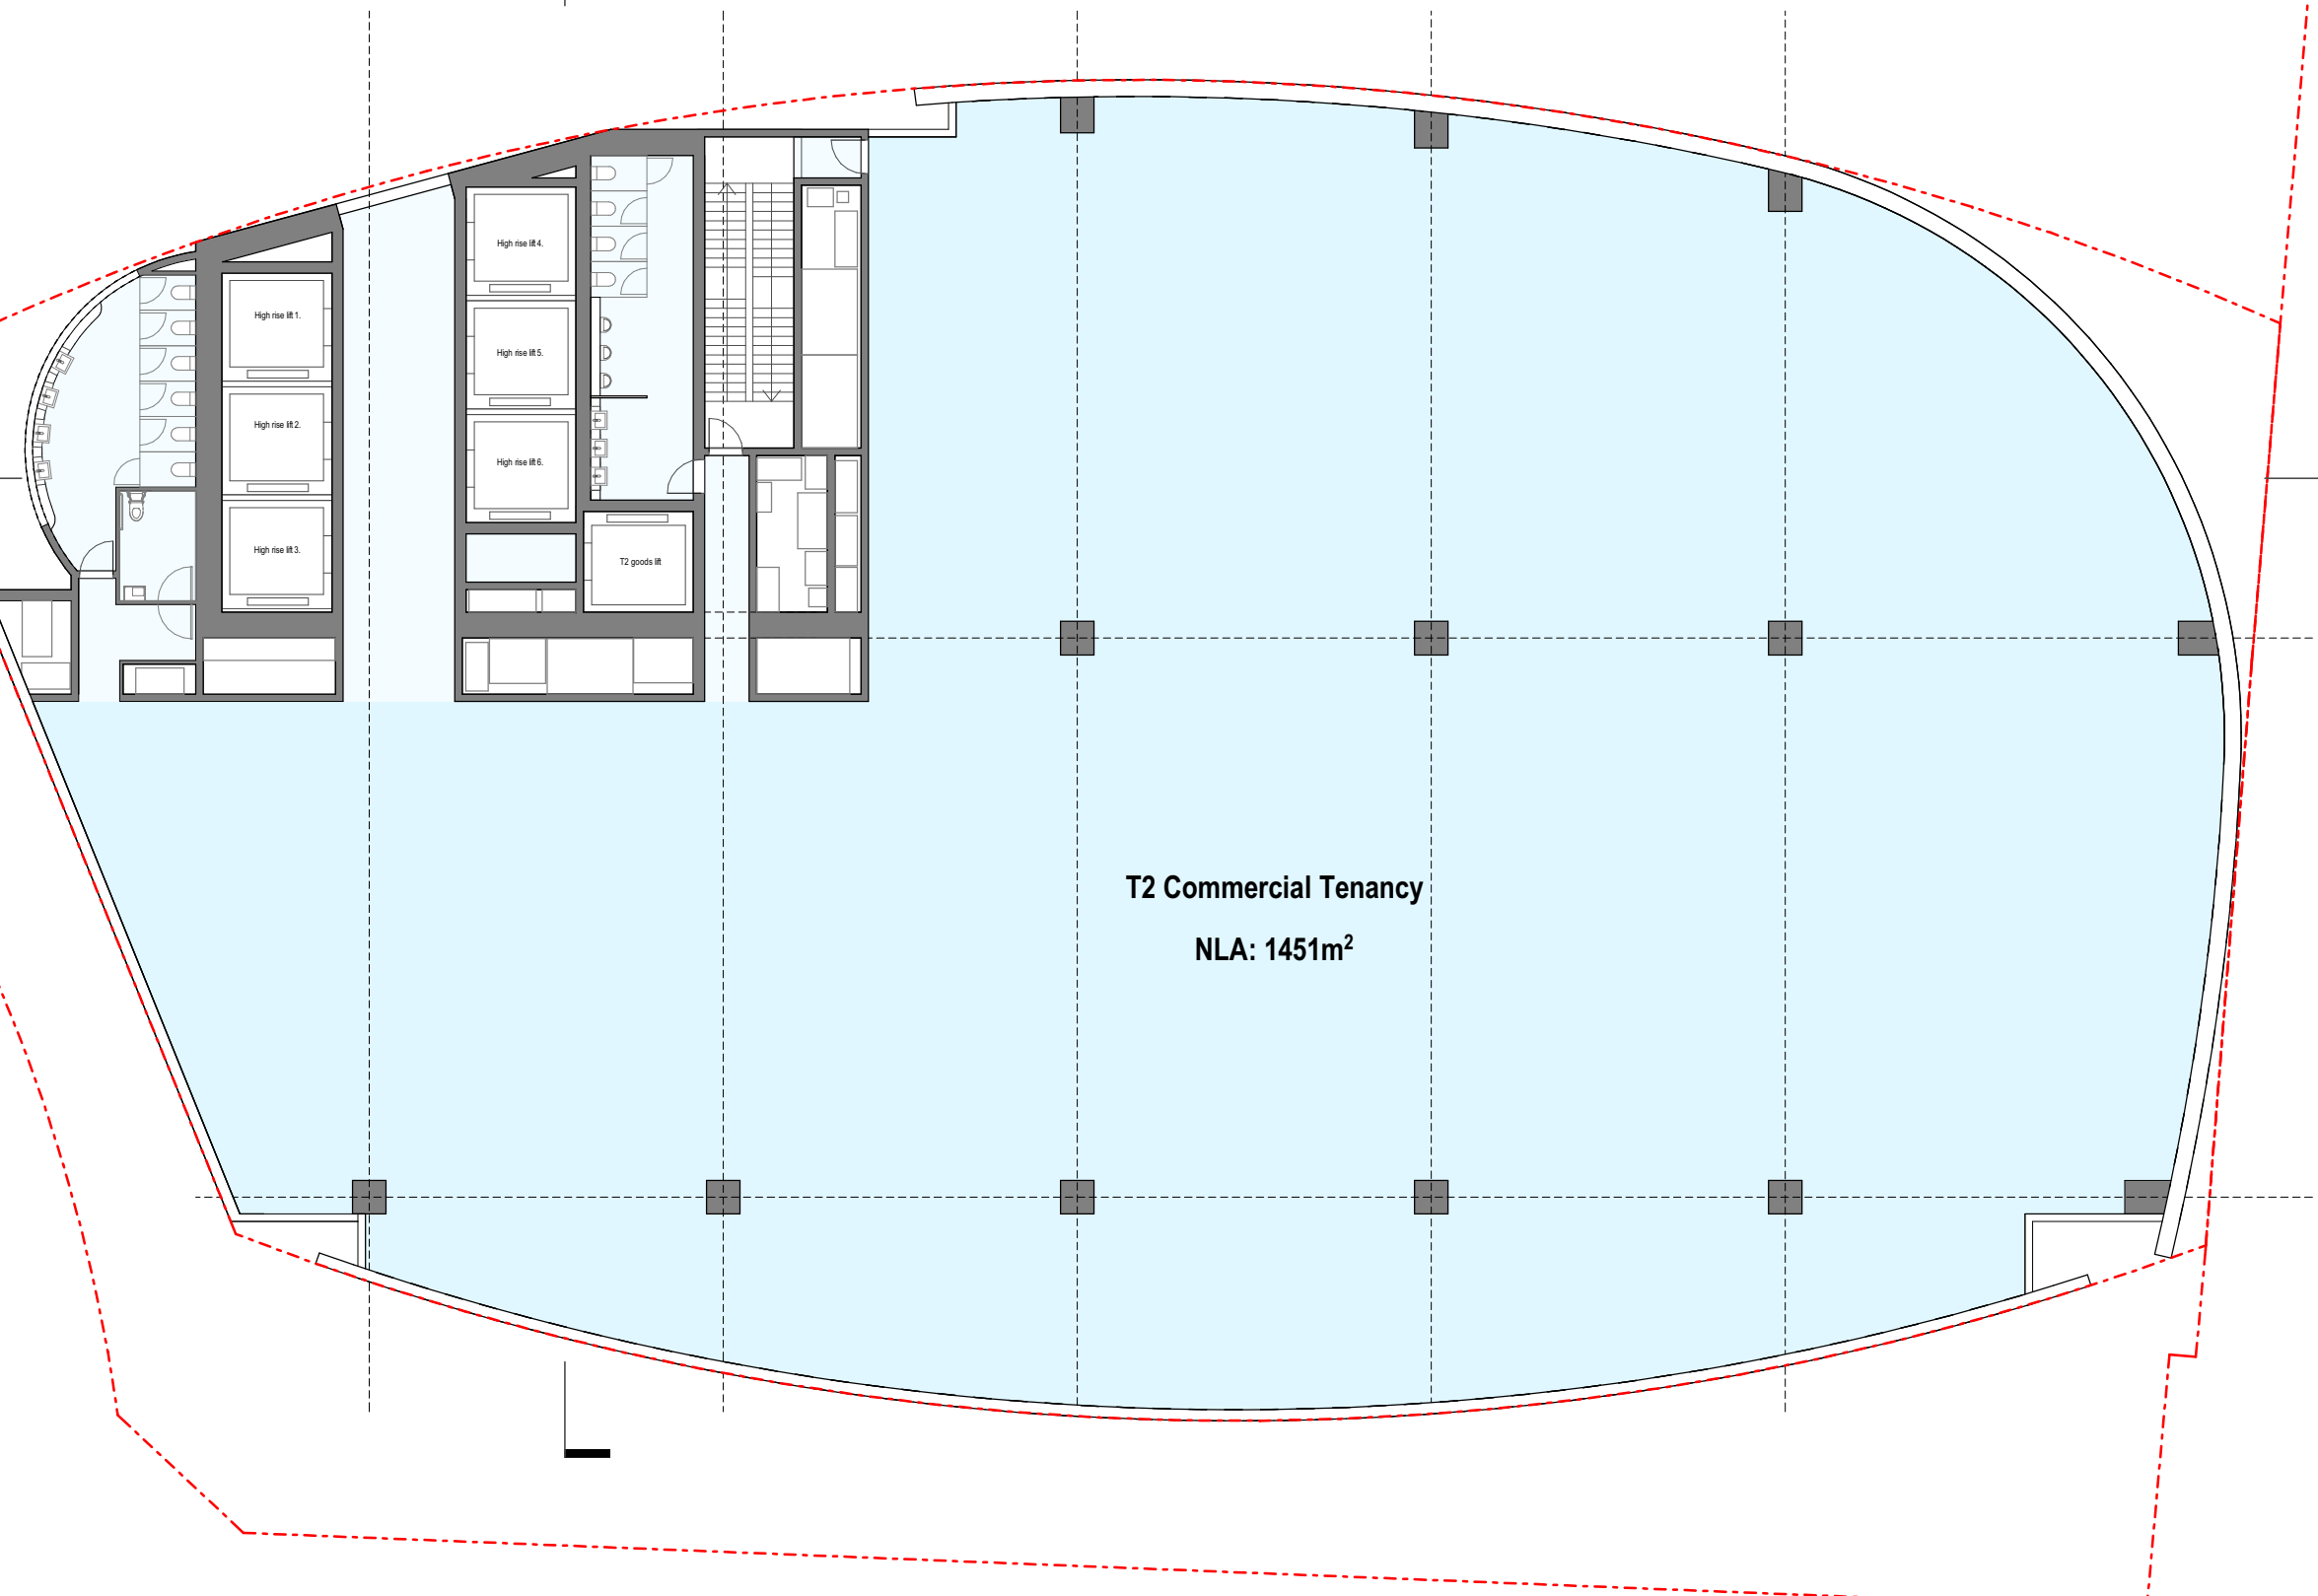 High rise lift 4.
High rise lift 1.
High rise lift 5.
High rise lift 2.
High rise lift 6.
High rise lift 3.
T2 goods lift
T2 Commercial Tenancy
NLA: 1451m²